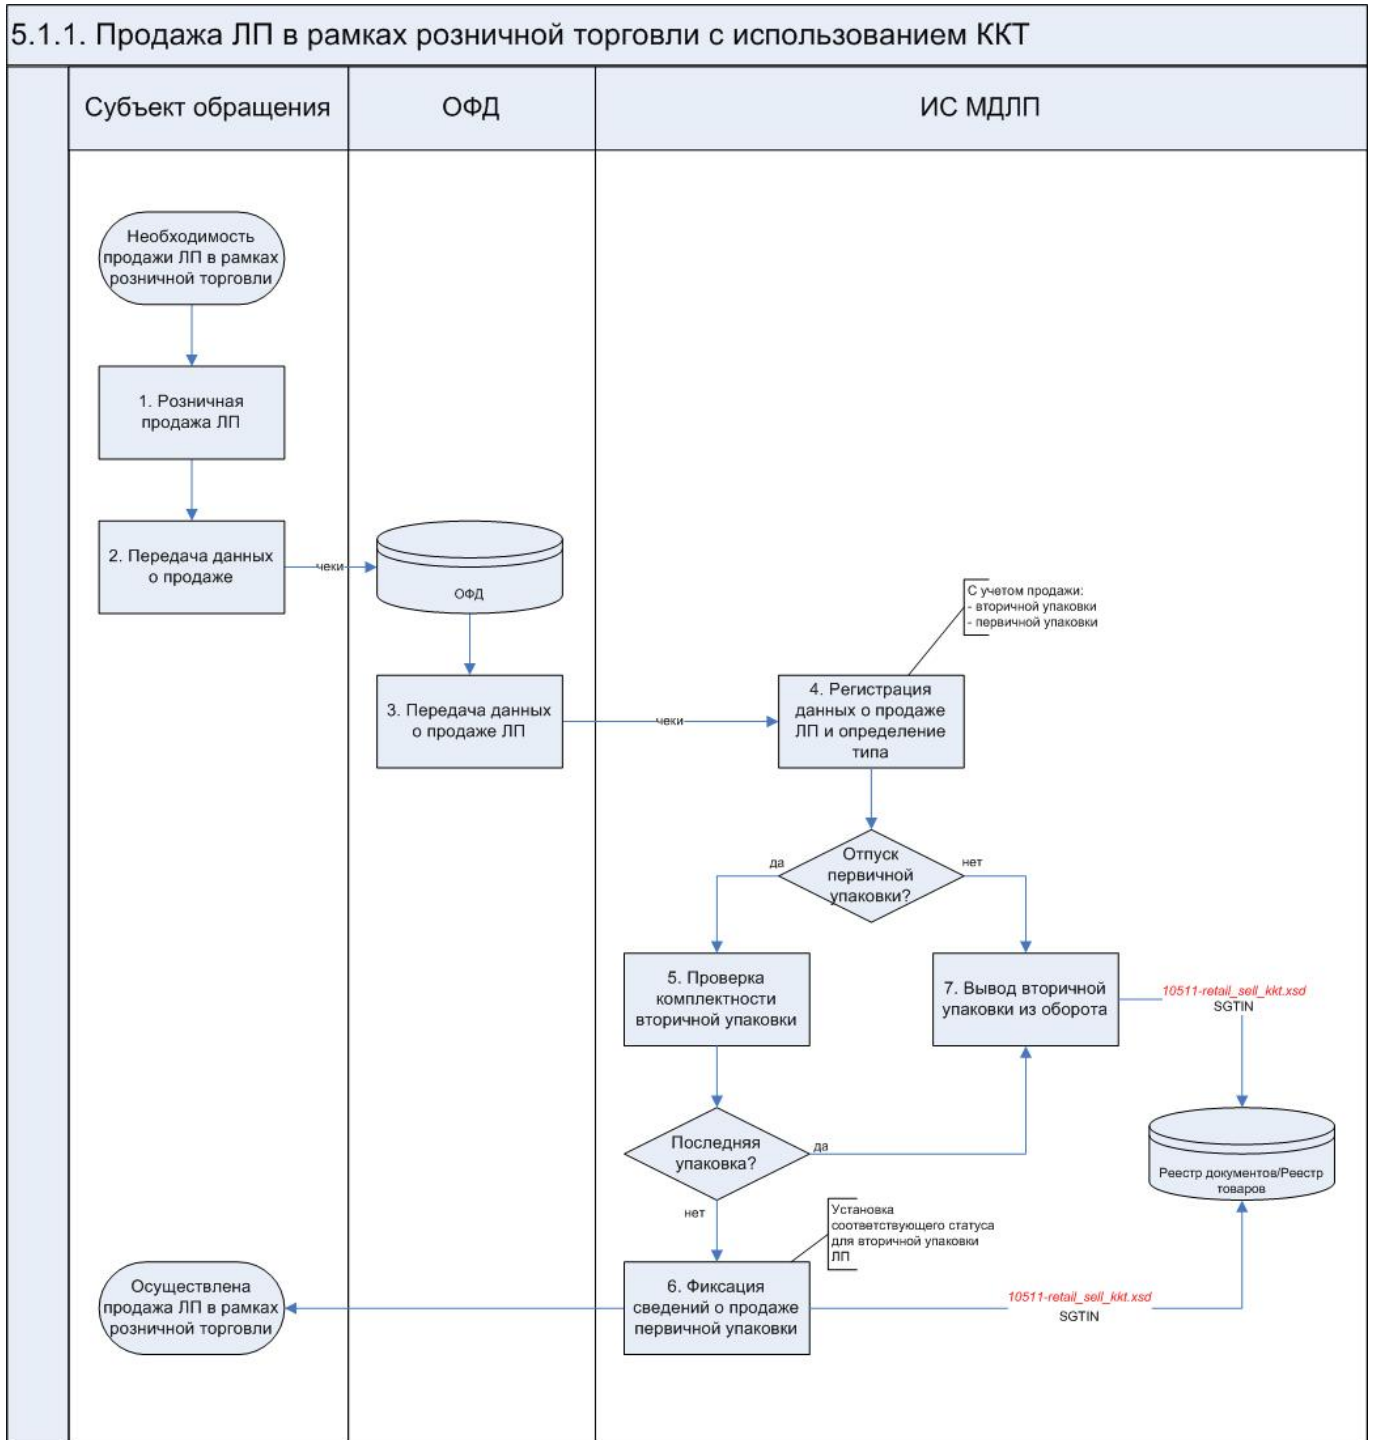 5.1.1. Продажа ЛП в рамках розничной торговли с использованием ККТ
Субъект обращения
ОФД
ИС МДЛП
Необходимость
продажи ЛП в рамках
розничной торговли
1. Розничная
продажа ЛП
2. Передача данных
о продаже
чеки
ОФД
С учетом продажи:
- вторичной упаковки
- первичной упаковки
3. Передача данных
о продаже ЛП
чеки
4. Регистрация
данных о продаже
ЛП и определение
типа
Отпуск
первичной
упаковки?
да
нет
5. Проверка
комплектности
вторичной упаковки
7. Вывод вторичной
упаковки из оборота
10511-retail_sell_kkt.xsd
SGTIN
Последняя
упаковка?
да
нет
Реестр документов/Реестр
товаров
Установка
соответствующего статуса
для вторичной упаковки
ЛП
Осуществлена
продажа ЛП в рамках
розничной торговли
6. Фиксация
сведений о продаже
первичной упаковки
10511-retail_sell_kkt.xsd
SGTIN